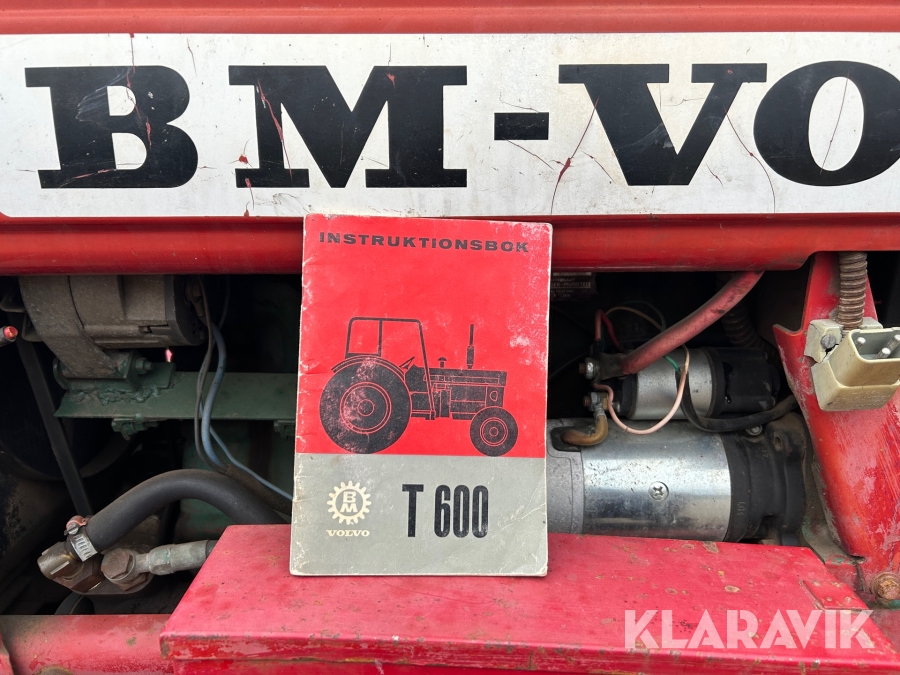 BM-VO
INSTRUKTIONSBOK
BM
VOLVO
T 600
KLARAVIK